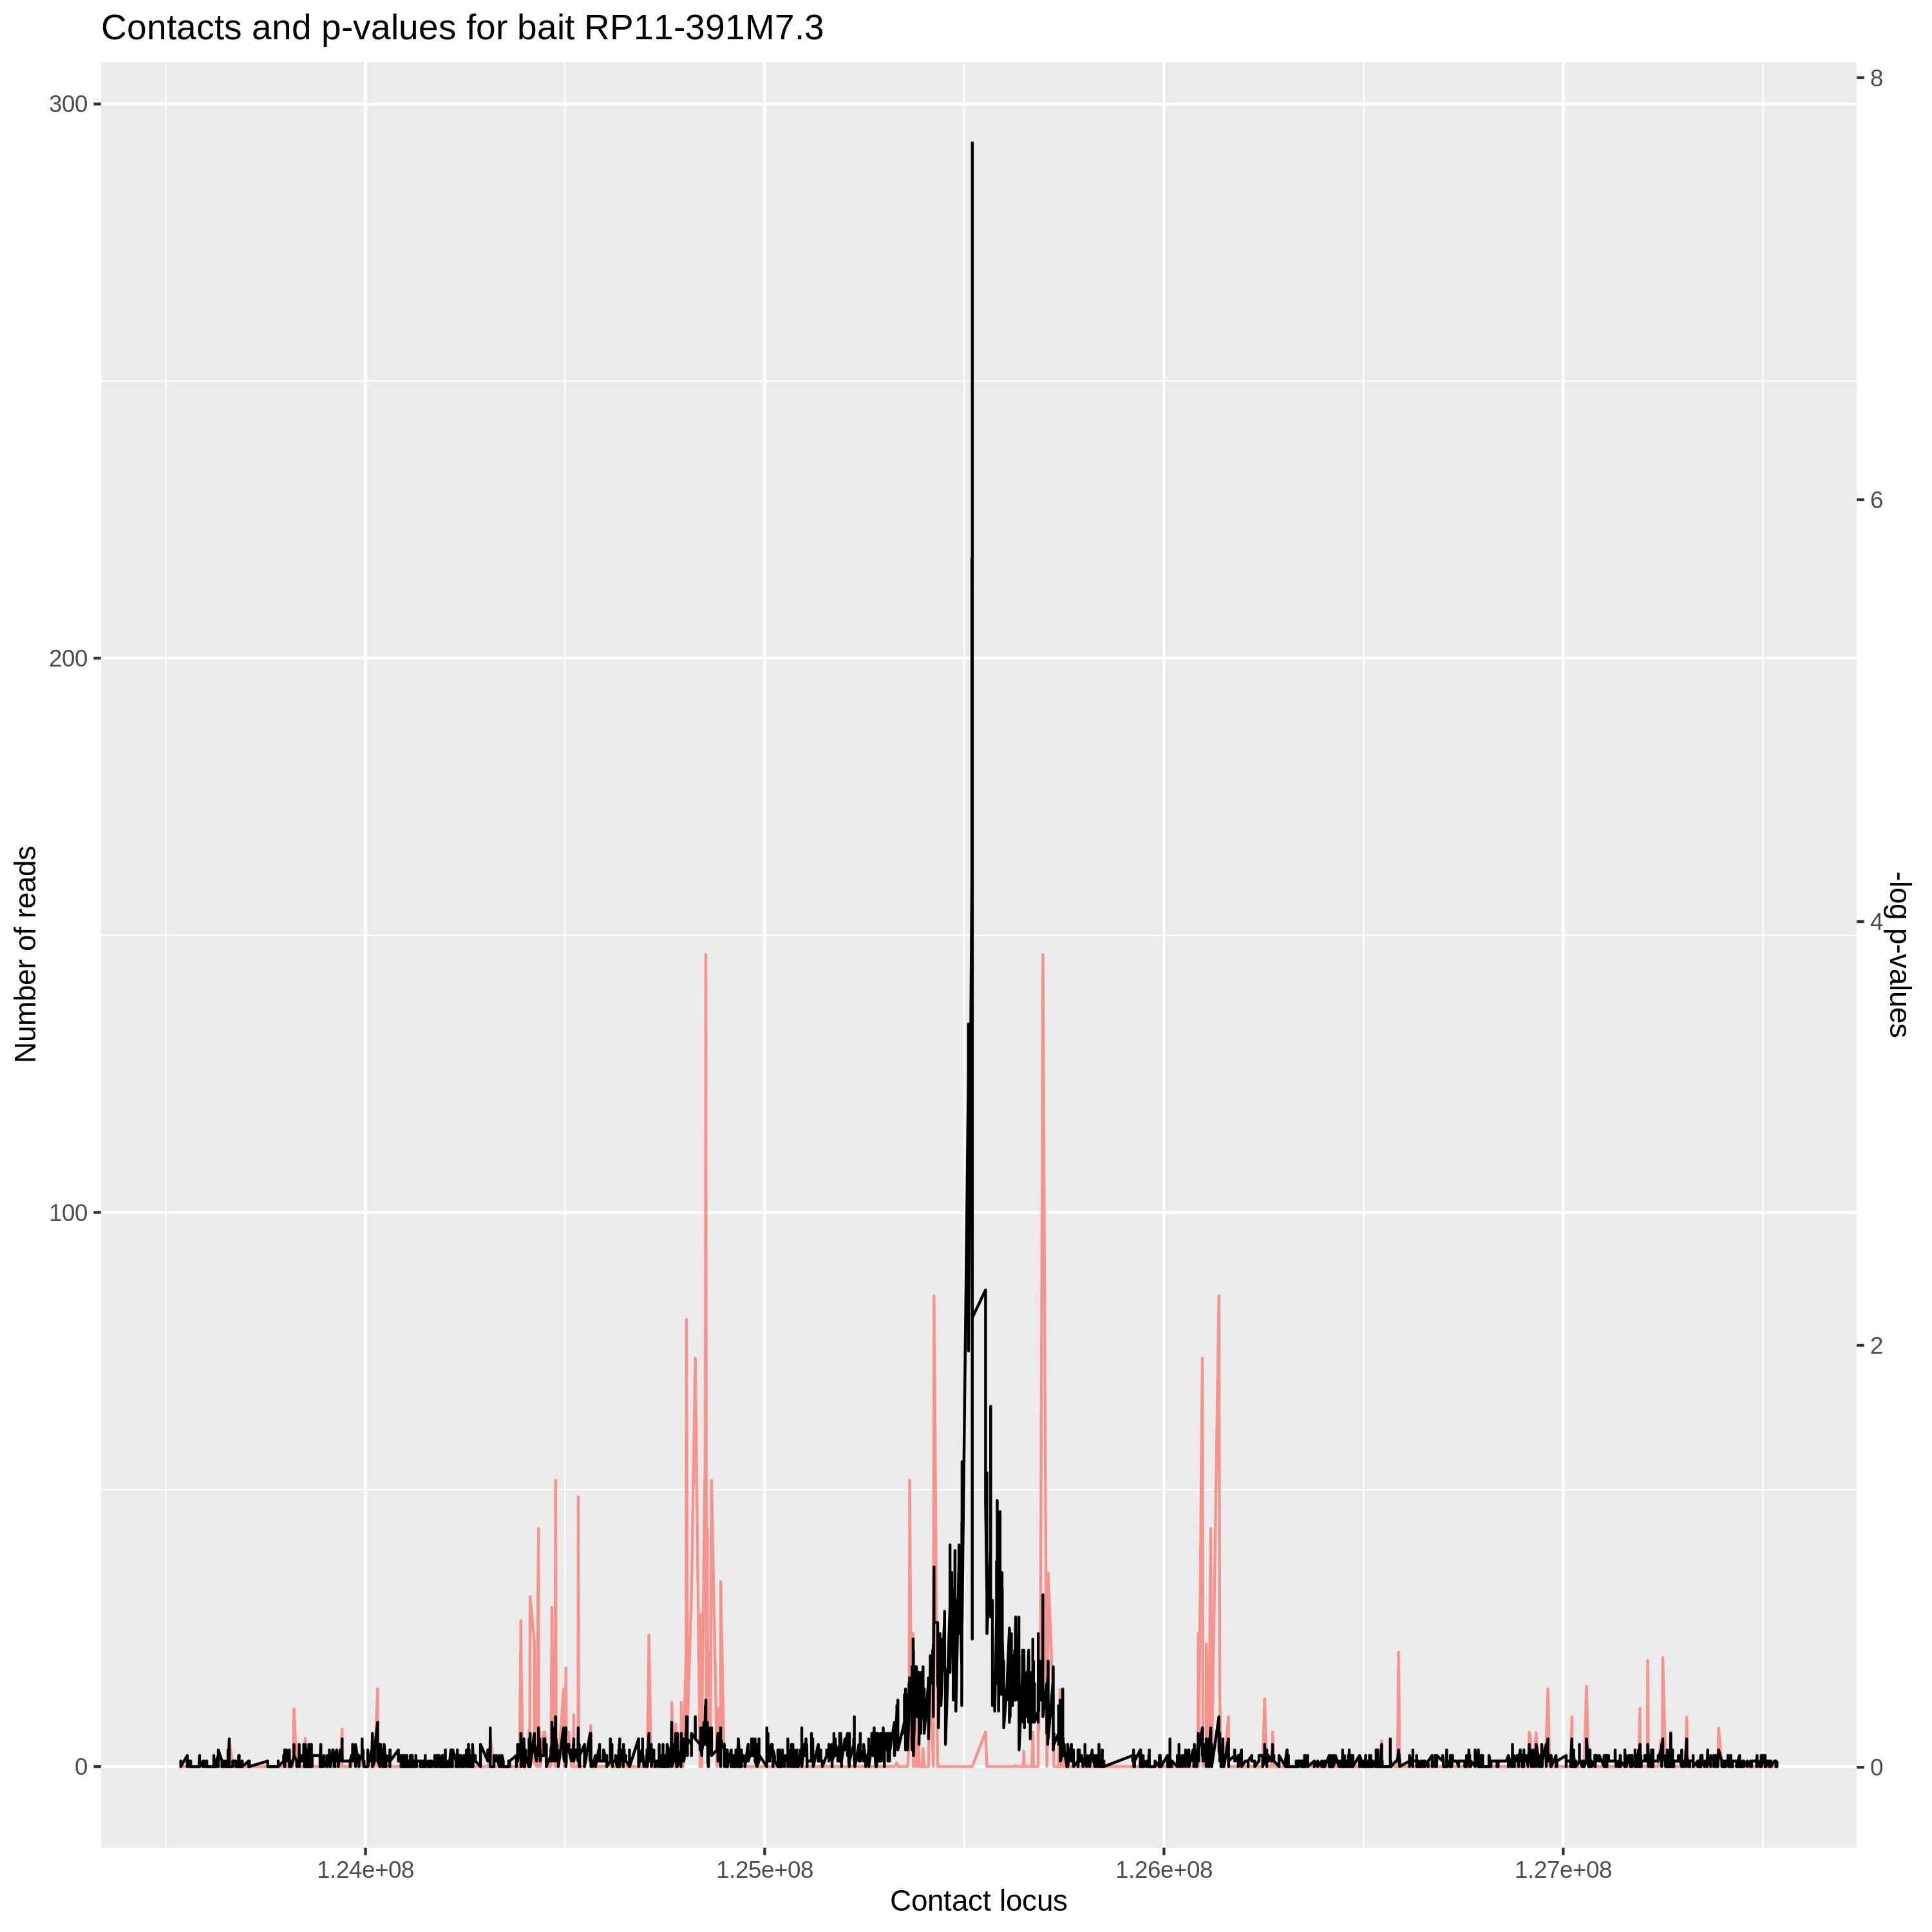 Contacts and p-values for bait RP11-391M7.3
300
200
100
0
Number of reads
8
6
4
2
0
-log p-values
1.24e+08
1.25e+08
1.26e+08
1.27e+08
Contact locus